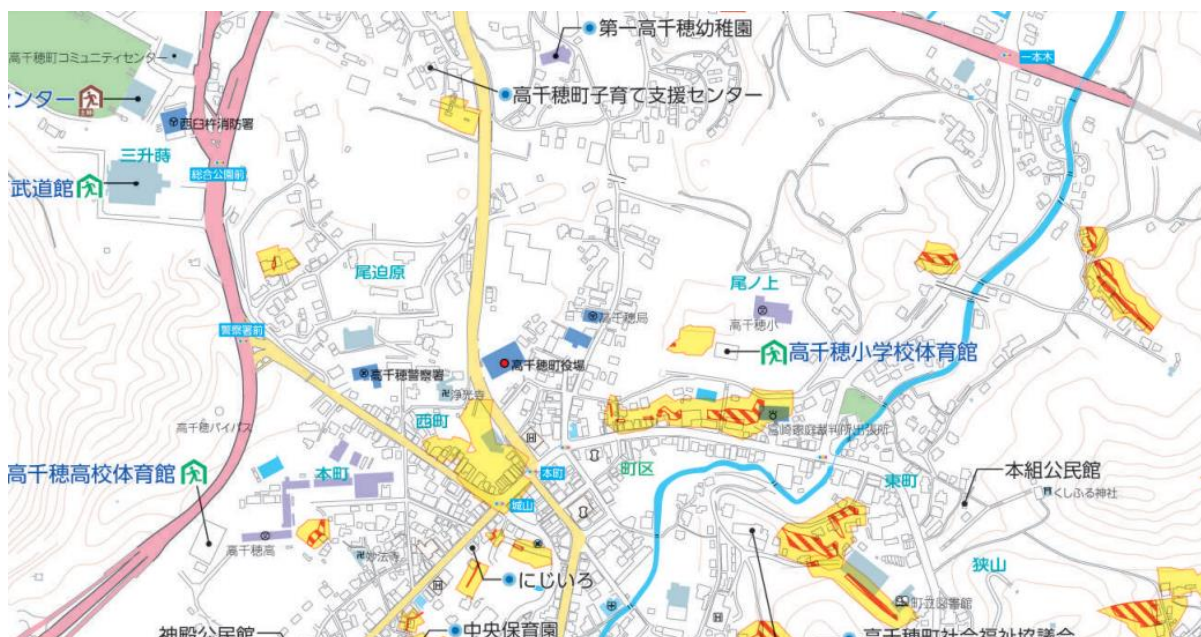 第一高千穂幼稚園
高千穂町コミュニティセンター
一本木
センター
高千穂町子育て支援センター
西臼杵消防署
三升蒔
総合公園前
武道館
尾迫原
尾ノ上
高千穂局
高千穂小
警察署前
高千穂小学校体育館
高千穂町役場
高千穂警察署
浄光寺
西町
高千穂バイパス
宮崎家庭裁判所出張所
高千穂高校体育館
本町
本町
町区
東町
本組公民館
くしふる神社
城山
高千穂高
妙法寺
にじいろ
狭山
町立図書館
神殿公民館
中央保育園
高千穂町社会福祉協議会